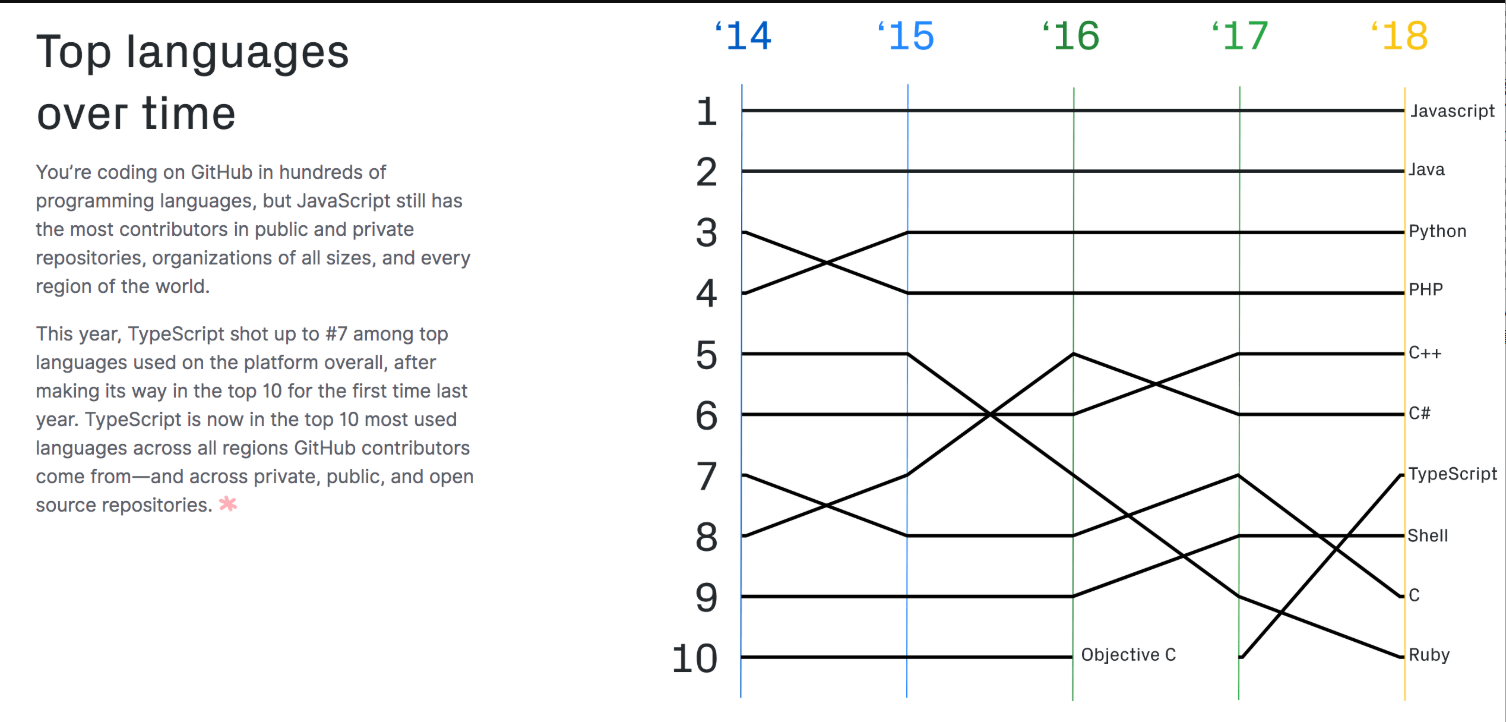 Top languages
over time
You’re coding on GitHub in hundreds of
programming languages, but JavaScript still has
the most contributors in public and private
repositories, organizations of all sizes, and every
region of the world.
This year, TypeScript shot up to #7 among top
languages used on the platform overall, after
making its way in the top 10 for the first time last
year. TypeScript is now in the top 10 most used
languages across all regions GitHub contributors
come from—and across private, public, and open
source repositories. *
‘14 ‘15 ‘16 ‘17 ‘18
1 Javascript
2 Java
3 Python
4 PHP
5 C++
6 C#
7 TypeScript
8 Shell
9 C
10 Objective C Ruby